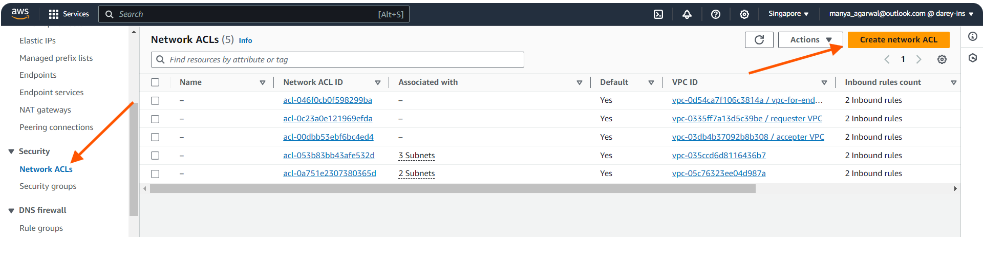 aws Services Search [Alt+S] Singapore manya_agarwal@outlook.com @ darey-ins
Elastic IPs
Managed prefix lists
Endpoints
Endpoint services
NAT gateways
Peering connections
Security
Network ACLs
Security groups
DNS firewall
Rule groups
Network ACLs (5) Info
Actions
Create network ACL
Find resources by attribute or tag
1
Name Network ACL ID Associated with Default VPC ID Inbound rules count
– acl-046f0cb0f598299ba – Yes vpc-0d54ca7f106c3814a / vpc-for-end... 2 Inbound rules
– acl-0c23a0e121969efda – Yes vpc-0335ff7a13d5c39be / requester VPC 2 Inbound rules
– acl-00dbb53ebf6bc4ed4 – Yes vpc-03db4b37092b8b308 / accepter VPC 2 Inbound rules
– acl-053b83bb43afe532d 3 Subnets Yes vpc-035ccd6d8116436b7 2 Inbound rules
– acl-0a751e2307380365d 2 Subnets Yes vpc-05c76323ee04d987a 2 Inbound rules